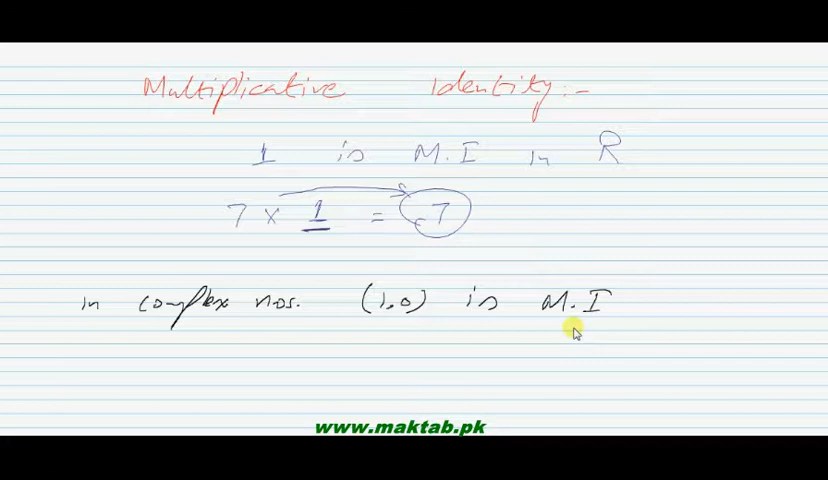 Multiplicative Identity:-
1 is M.I in R
7 × 1 = 7
in complex nos. (1,0) is M.I
www.maktab.pk